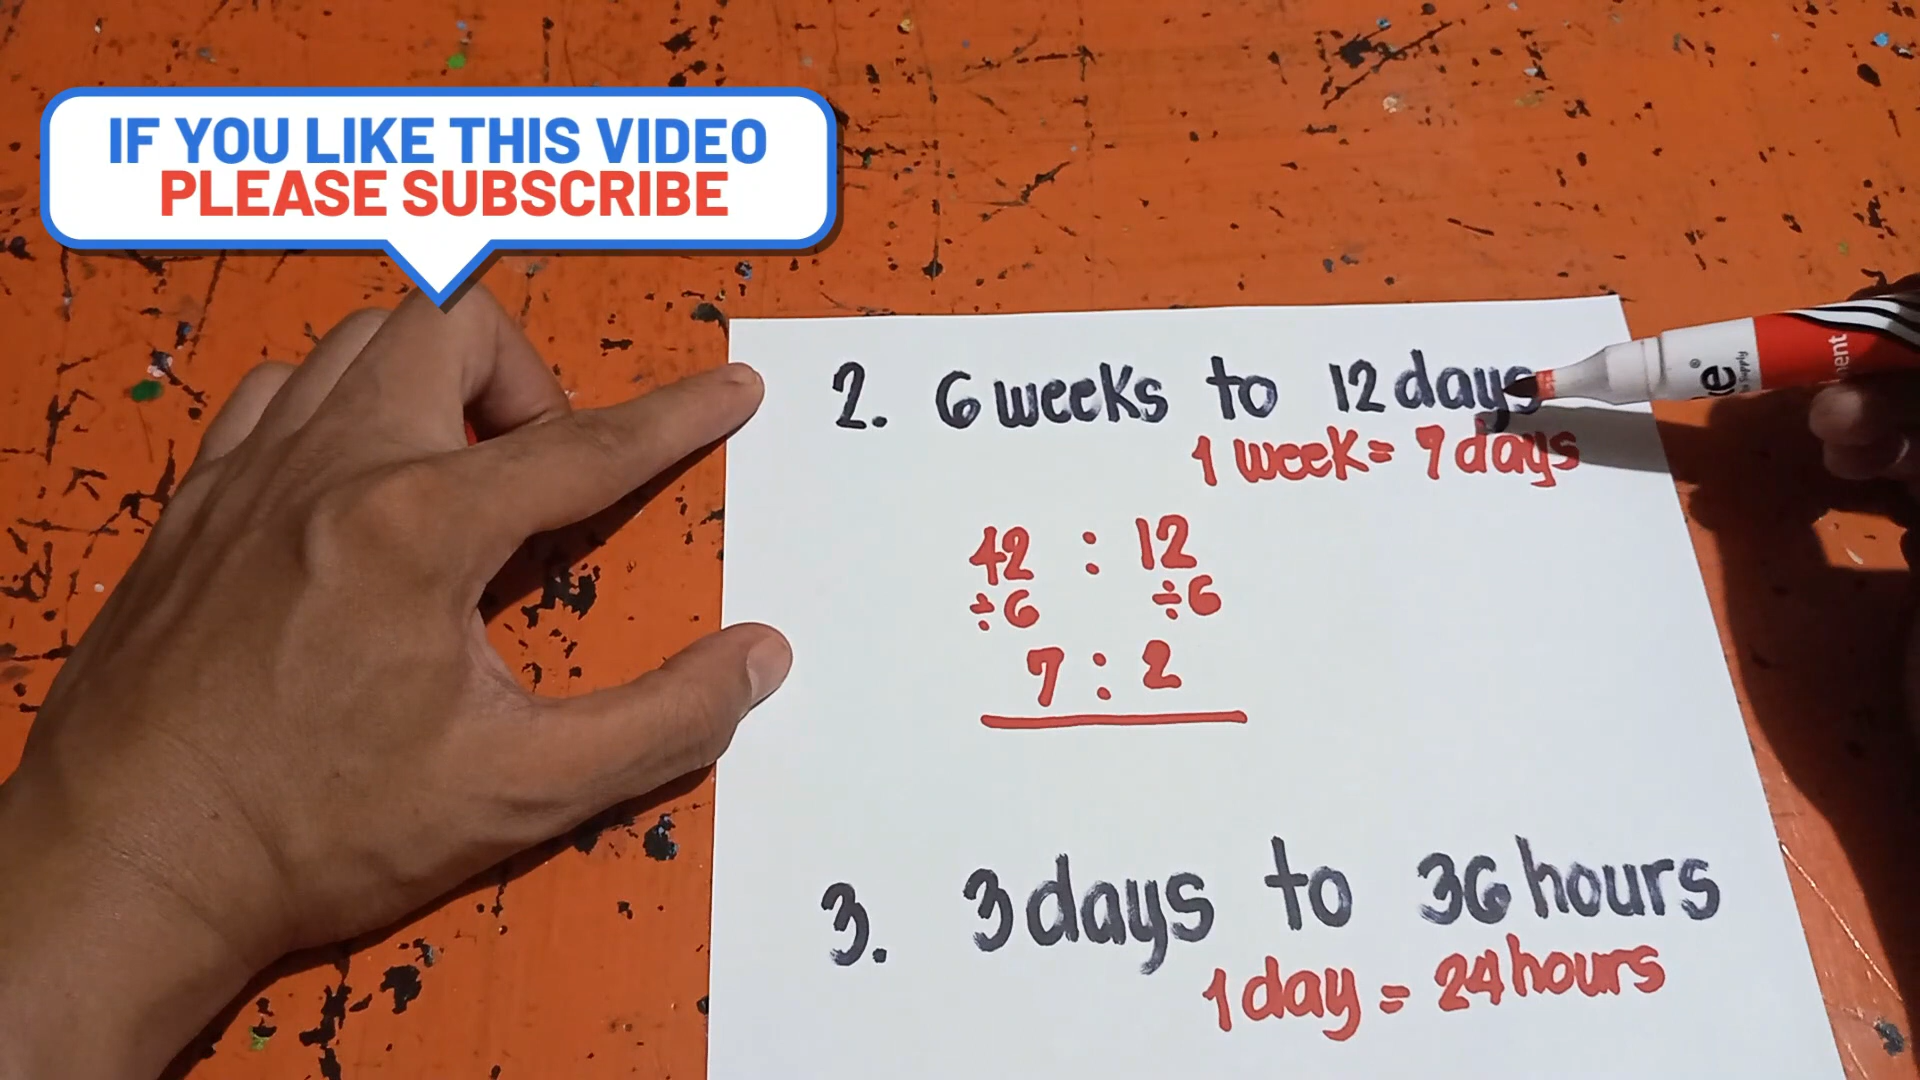 IF YOU LIKE THIS VIDEO
PLEASE SUBSCRIBE
2. 6 weeks to 12 days
1 week = 7 days
42 : 12
÷6 ÷6
7 : 2
3. 3 days to 36 hours
1 day = 24 hours